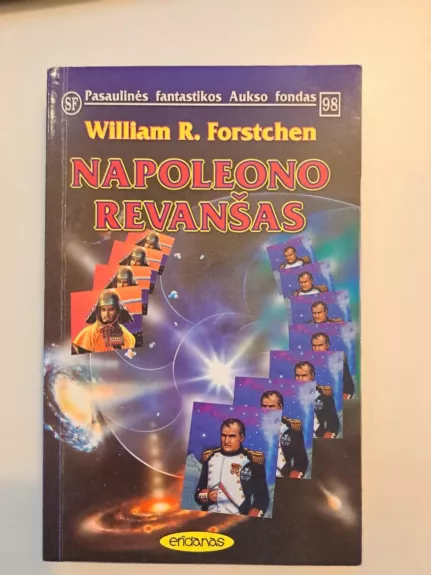 SF Pasaulinės fantastikos Aukso fondas 98
William R. Forstchen
NAPOLEONO
REVANŠAS
eridanas